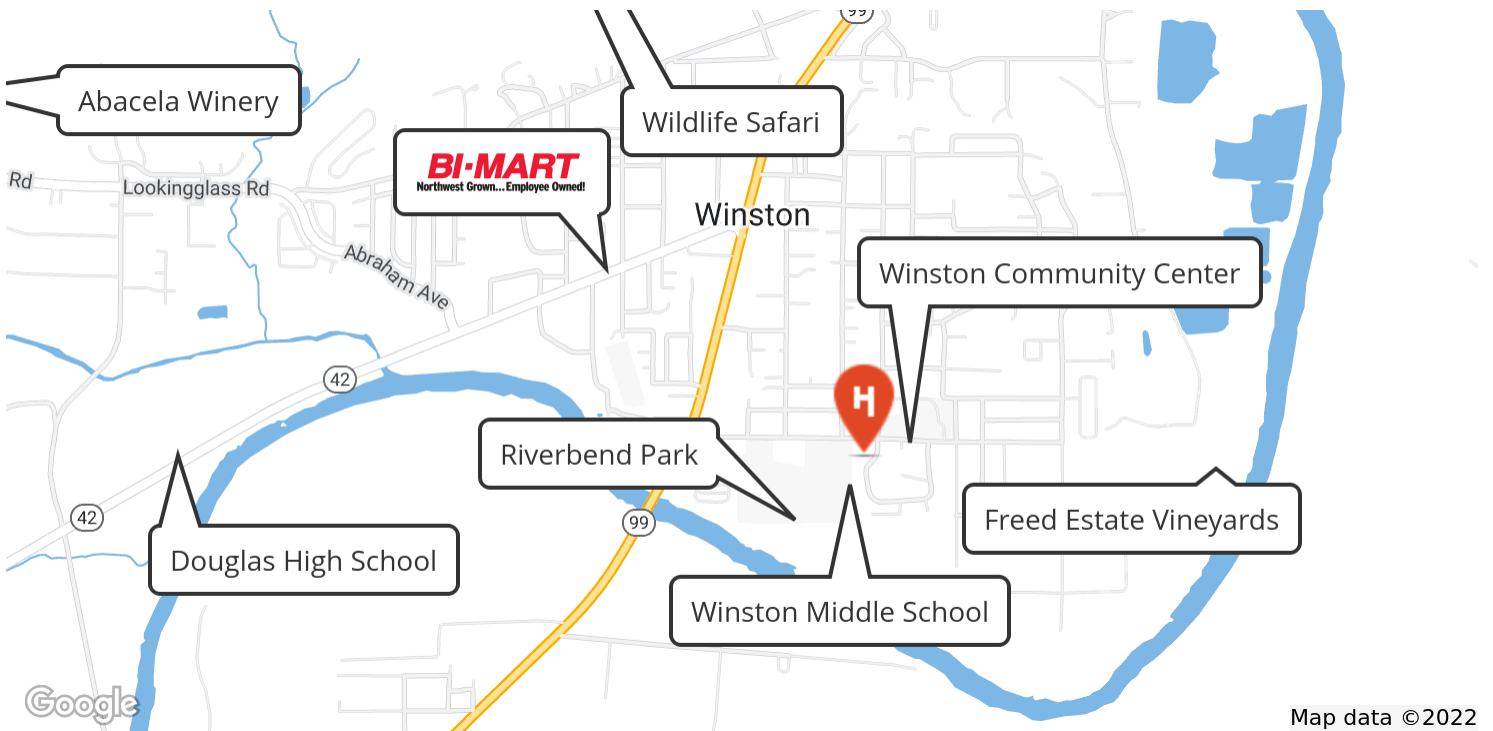 99
Abacela Winery
Wildlife Safari
BI-MART
Northwest Grown... Employee Owned!
Rd
Lookingglass Rd
Winston
Abraham Ave
Winston Community Center
42
H
Riverbend Park
42
99
Freed Estate Vineyards
Douglas High School
Winston Middle School
Google
Map data ©2022